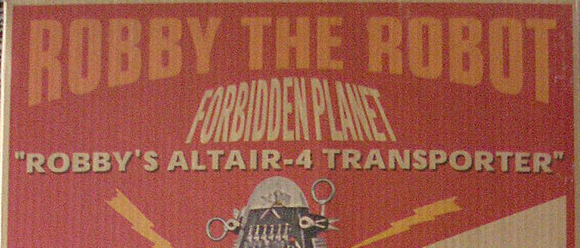 ROBBY THE ROBOT
FORBIDDEN PLANET
"ROBBY'S ALTAIR-4 TRANSPORTER"